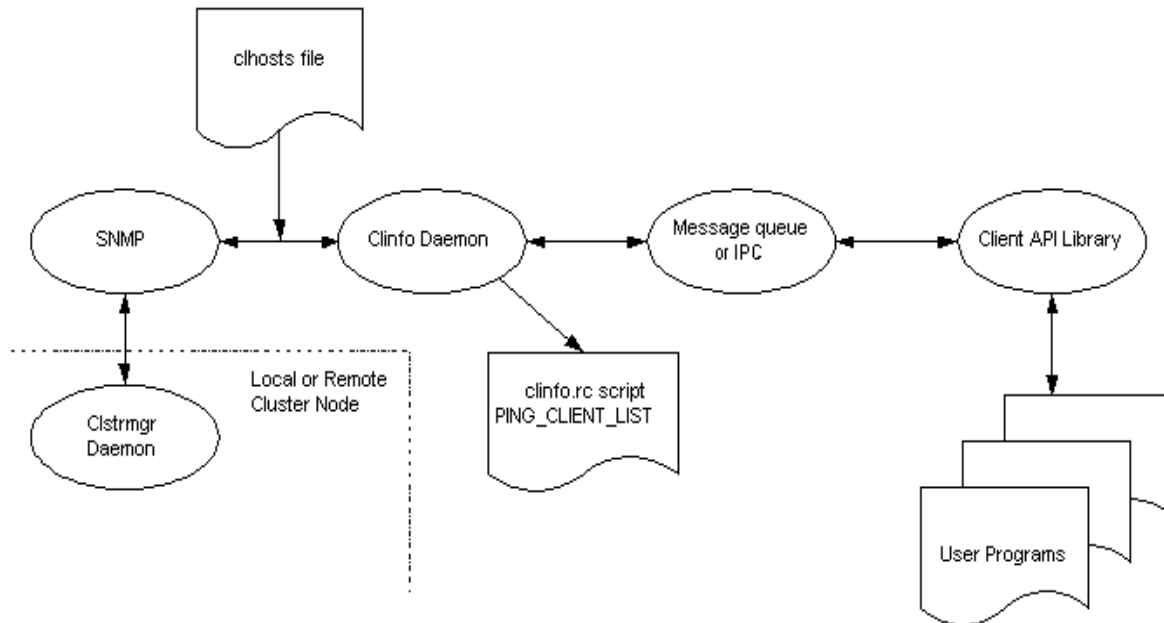 clhosts file
SNMP
Clinfo Daemon
Message queue
or IPC
Client API Library
Local or Remote
Cluster Node
Clstrmgr
Daemon
clinfo.rc script
PING_CLIENT_LIST
User Programs